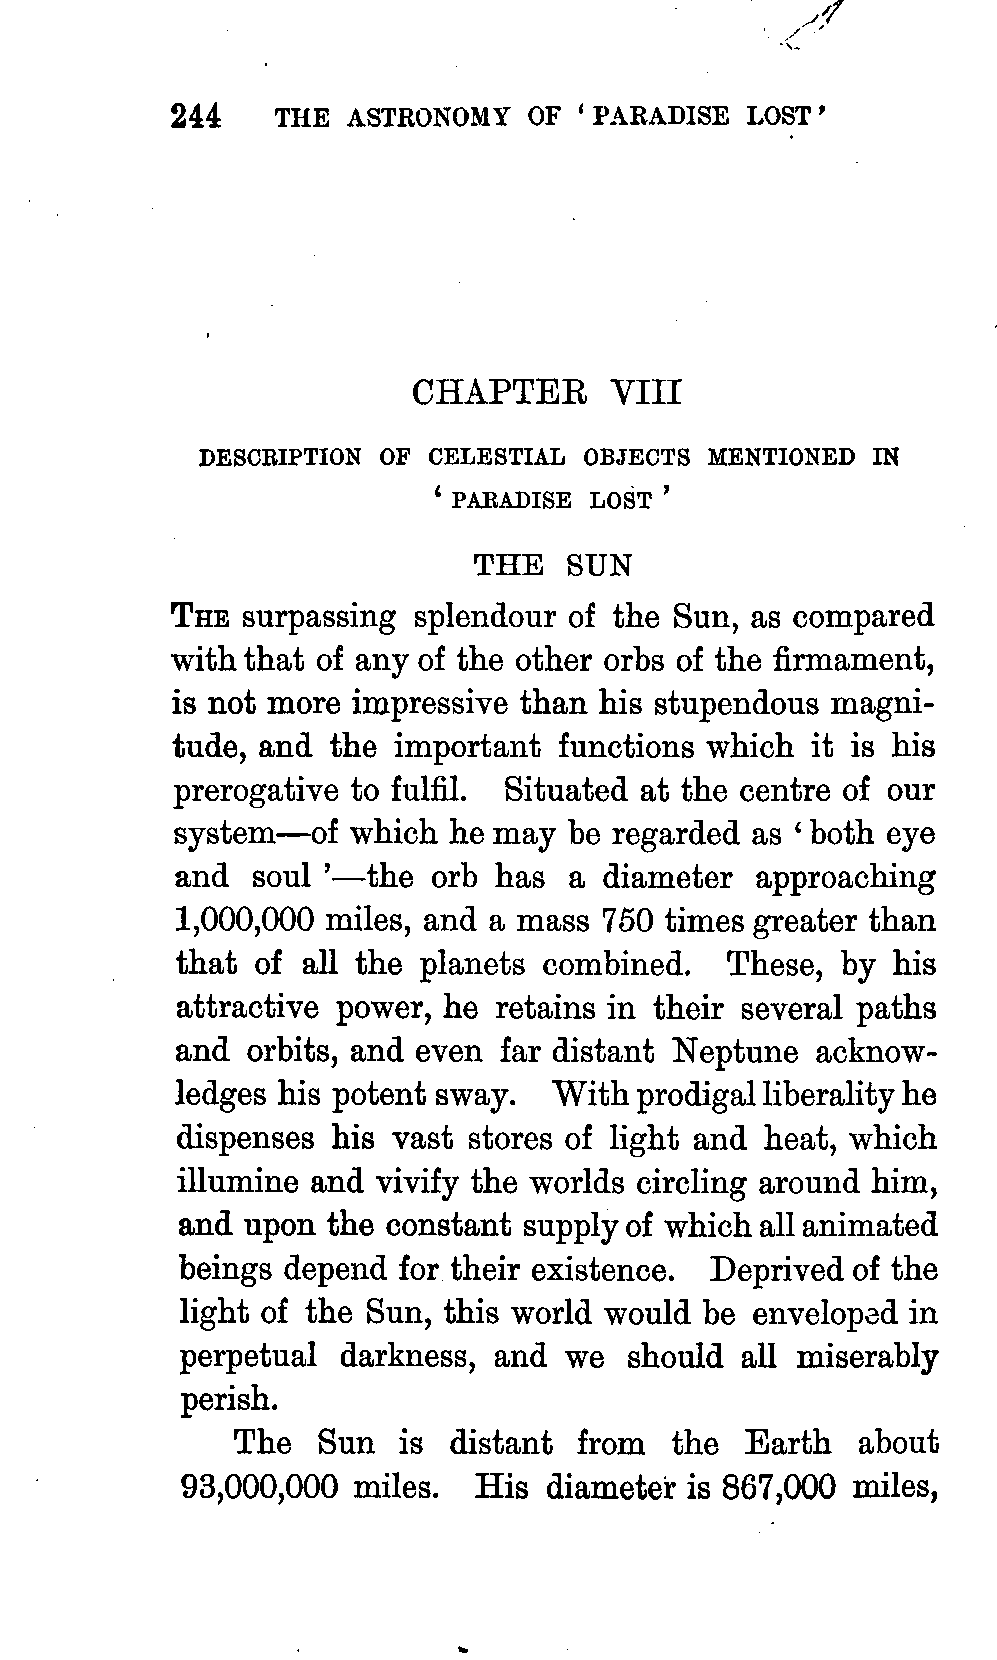 244 THE ASTRONOMY OF ‘PARADISE LOST’
CHAPTER VIII
DESCRIPTION OF CELESTIAL OBJECTS MENTIONED IN
‘PARADISE LOST’
THE SUN
THE surpassing splendour of the Sun, as compared
with that of any of the other orbs of the firmament,
is not more impressive than his stupendous magni-
tude, and the important functions which it is his
prerogative to fulfil. Situated at the centre of our
system—of which he may be regarded as ‘both eye
and soul’—the orb has a diameter approaching
1,000,000 miles, and a mass 750 times greater than
that of all the planets combined. These, by his
attractive power, he retains in their several paths
and orbits, and even far distant Neptune acknow-
ledges his potent sway. With prodigal liberality he
dispenses his vast stores of light and heat, which
illumine and vivify the worlds circling around him,
and upon the constant supply of which all animated
beings depend for their existence. Deprived of the
light of the Sun, this world would be enveloped in
perpetual darkness, and we should all miserably
perish.
The Sun is distant from the Earth about
93,000,000 miles. His diameter is 867,000 miles,